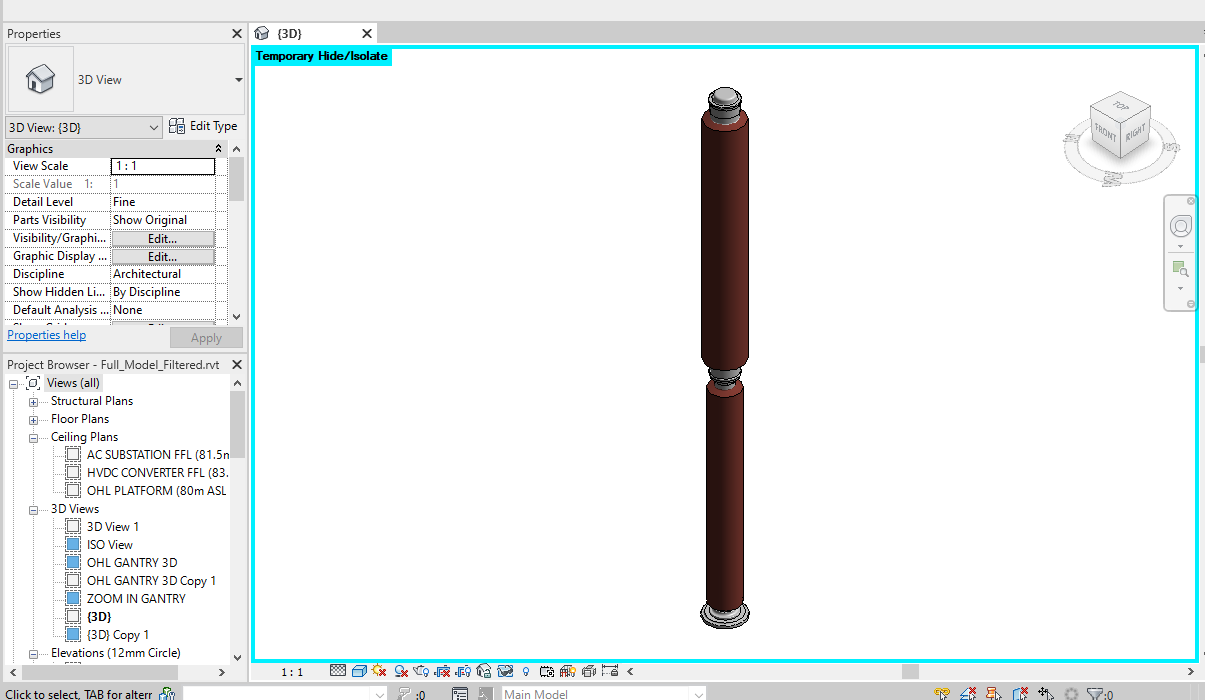 Properties
{3D}
Temporary Hide/Isolate
3D View
3D View: {3D}
Edit Type
Graphics
View Scale 1 : 1
Scale Value 1: 1
Detail Level Fine
Parts Visibility Show Original
Visibility/Graphi... Edit...
Graphic Display ... Edit...
Discipline Architectural
Show Hidden Li... By Discipline
Default Analysis ... None
Properties help
Apply
Project Browser - Full_Model_Filtered.rvt
Views (all)
Structural Plans
Floor Plans
Ceiling Plans
AC SUBSTATION FFL (81.5m
HVDC CONVERTER FFL (83.
OHL PLATFORM (80m ASL
3D Views
3D View 1
ISO View
OHL GANTRY 3D
OHL GANTRY 3D Copy 1
ZOOM IN GANTRY
{3D}
{3D} Copy 1
Elevations (12mm Circle)
TOP
FRONT
RIGHT
W
1 : 1
Click to select, TAB for altern
:0
Main Model
:0